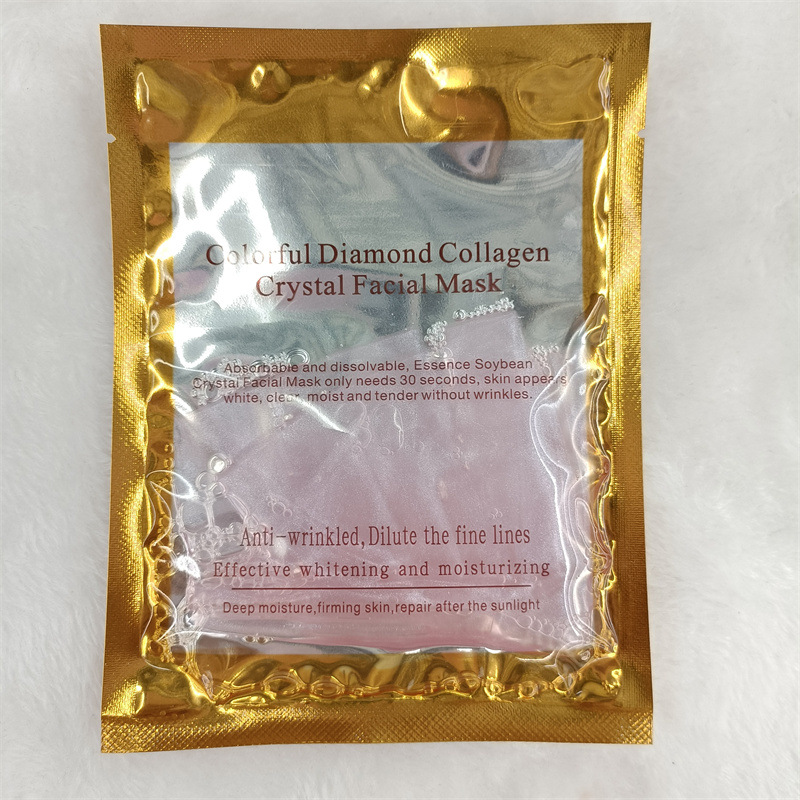 Colorful Diamond Collagen
Crystal Facial Mask
Absorbable and dissolvable, Essence Soybean
Crystal Facial Mask only needs 30 seconds, skin appears
white, clear, moist and tender without wrinkles.
Anti-wrinkled,Dilute the fine lines
Effective whitening and moisturizing
Deep moisture,firming skin,repair after the sunlight